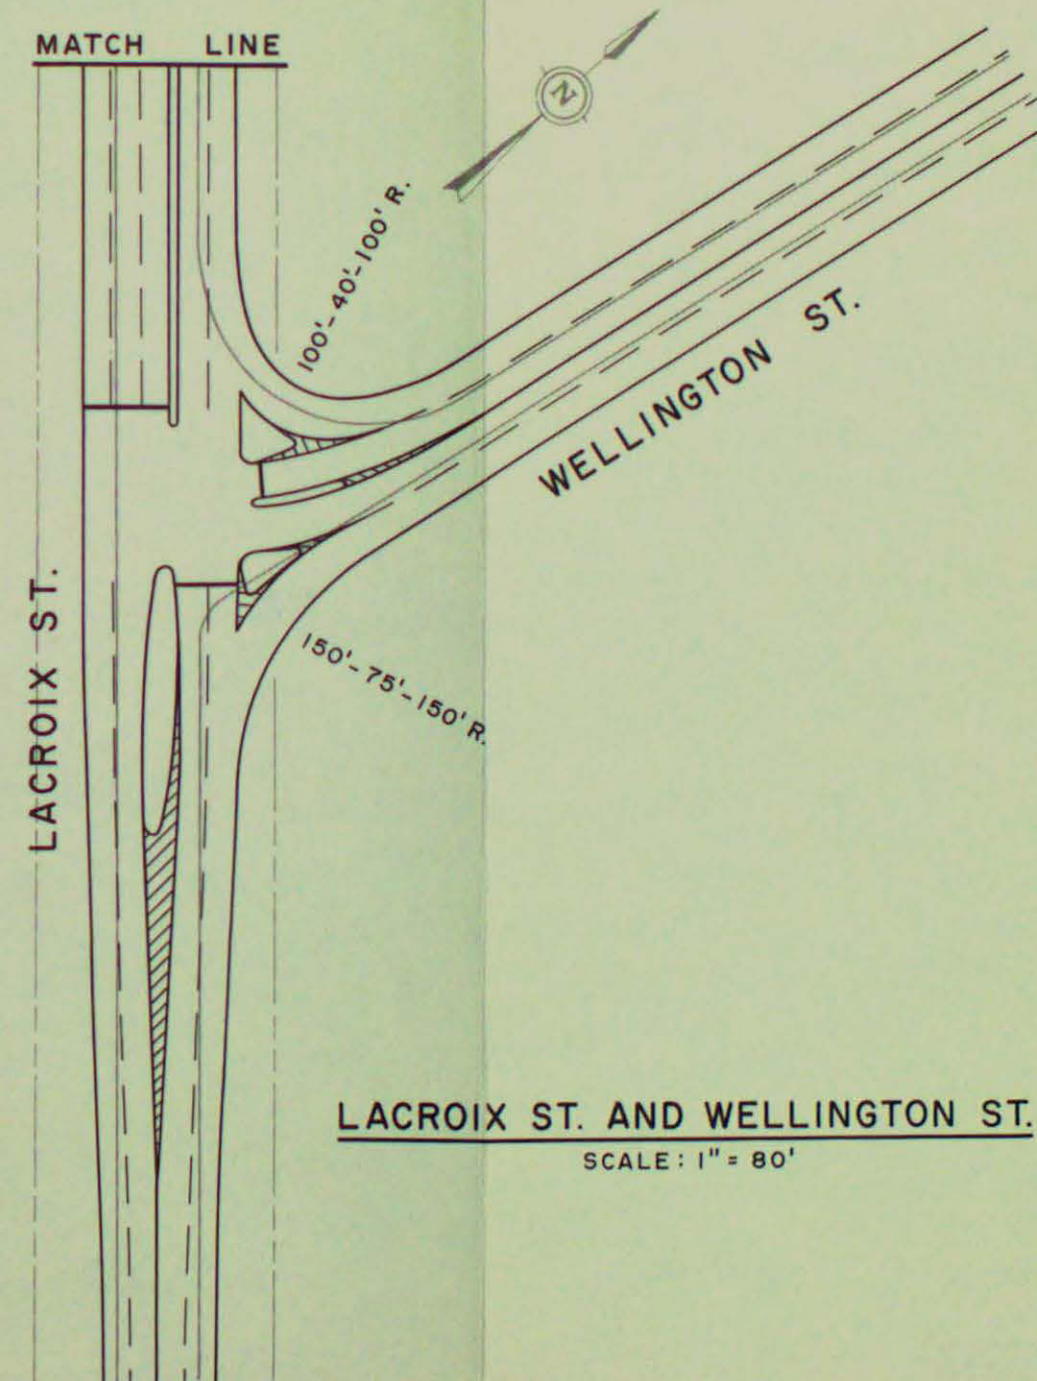 MATCH LINE
N
100'-40'-100' R.
WELLINGTON ST.
LACROIX ST.
150'-75'-150' R.
LACROIX ST. AND WELLINGTON ST.
SCALE: 1" = 80'